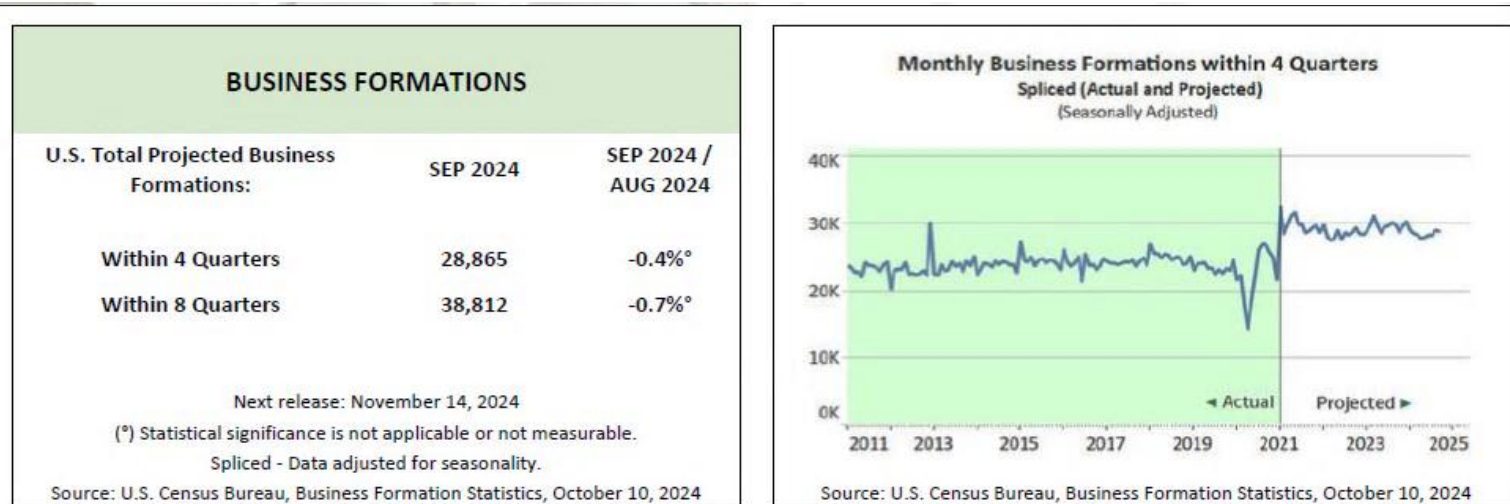 BUSINESS FORMATIONS
U.S. Total Projected Business
Formations:
SEP 2024
SEP 2024 /
AUG 2024
Within 4 Quarters 28,865 -0.4%°
Within 8 Quarters 38,812 -0.7%°
Next release: November 14, 2024
(°) Statistical significance is not applicable or not measurable.
Spliced - Data adjusted for seasonality.
Source: U.S. Census Bureau, Business Formation Statistics, October 10, 2024
Monthly Business Formations within 4 Quarters
Spliced (Actual and Projected)
(Seasonally Adjusted)
40K
30K
20K
10K
0K
◄ Actual Projected ►
2011 2013 2015 2017 2019 2021 2023 2025
Source: U.S. Census Bureau, Business Formation Statistics, October 10, 2024